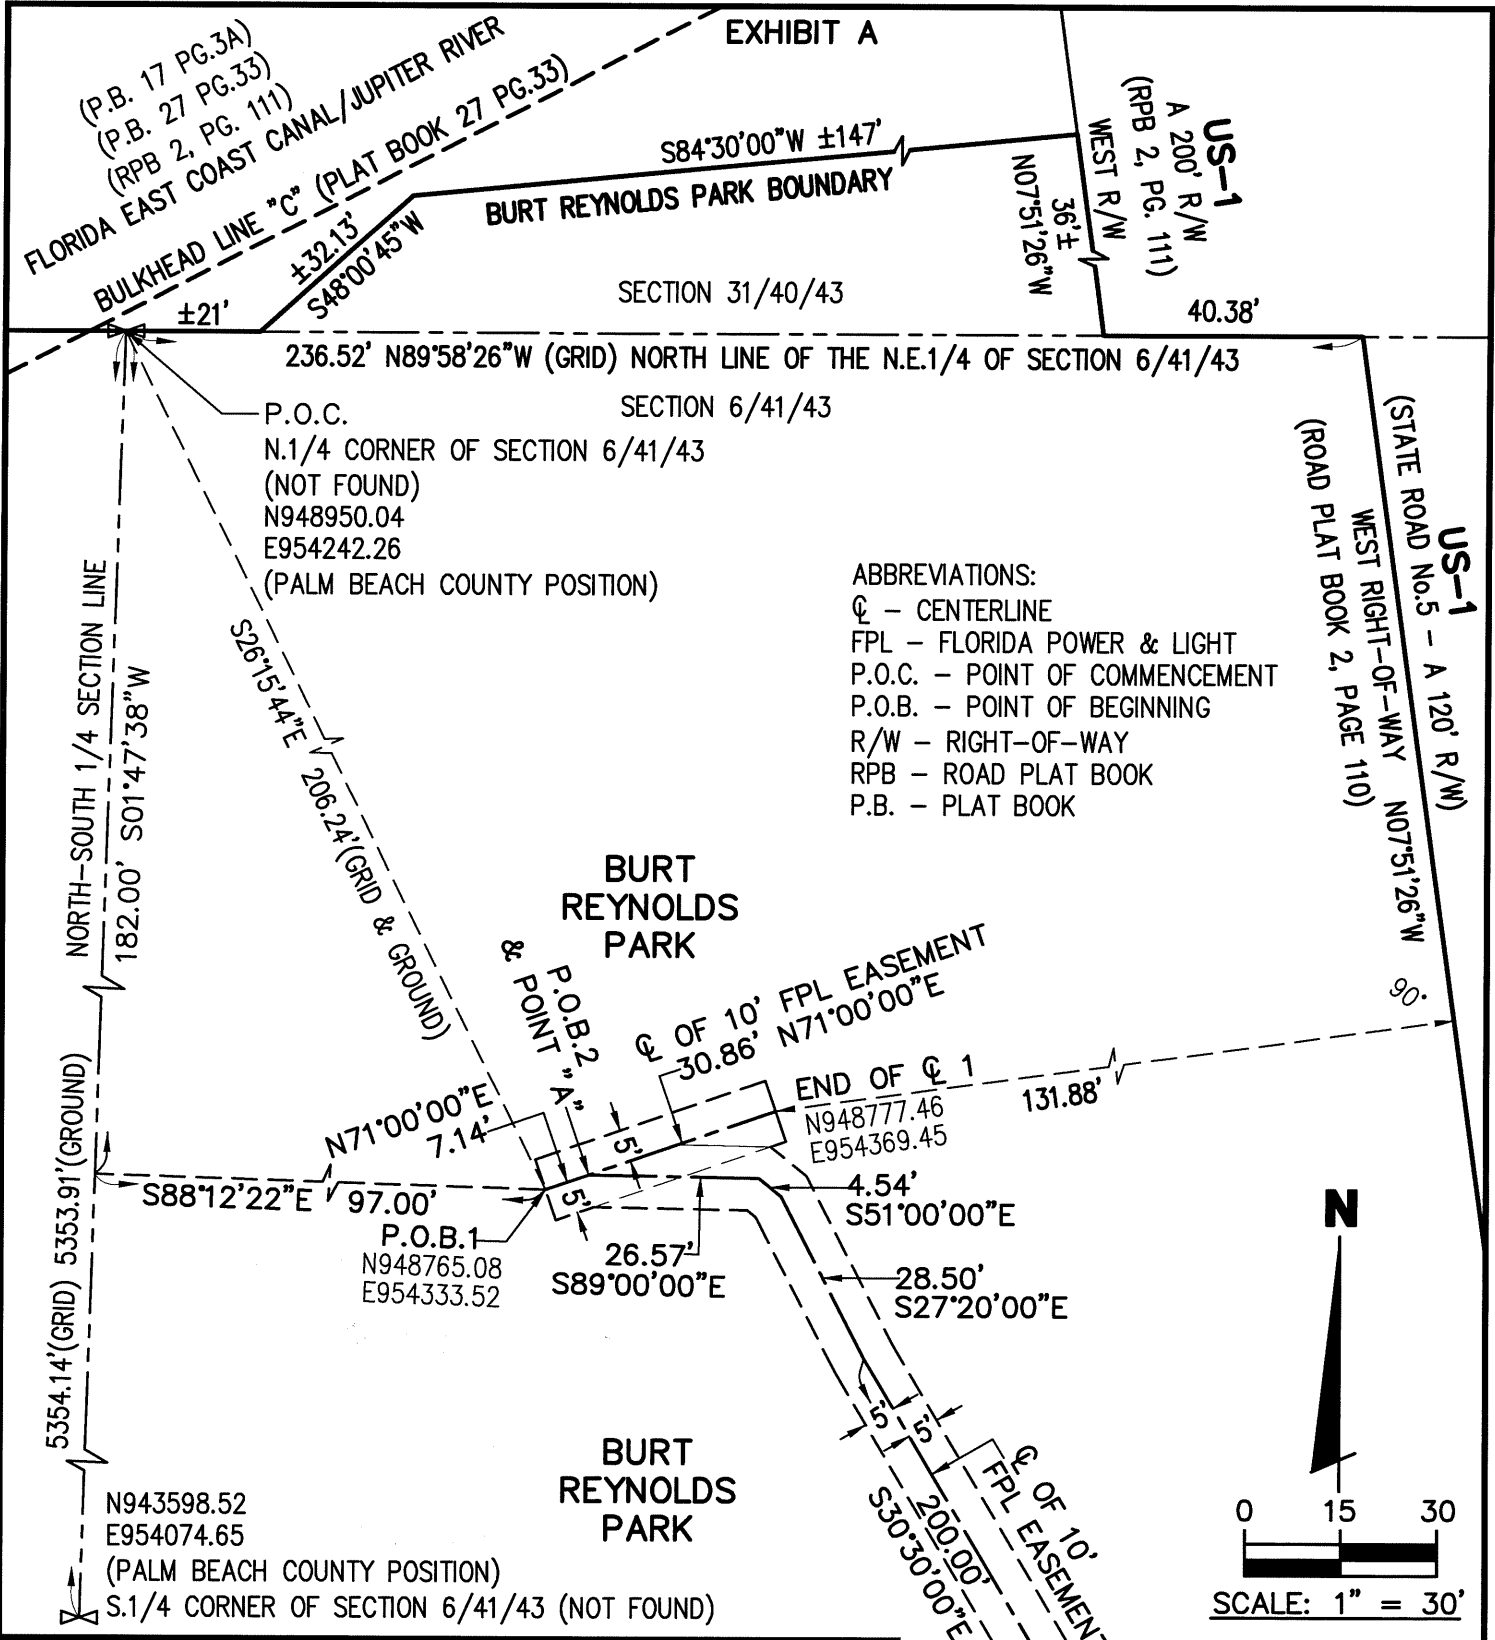 EXHIBIT A
(P.B. 17 PG.3A)
(P.B. 27 PG.33)
(RPB 2, PG. 111)
FLORIDA EAST COAST CANAL/JUPITER RIVER
BULKHEAD LINE "C" (PLAT BOOK 27 PG.33)
S84°30'00"W ±147'
BURT REYNOLDS PARK BOUNDARY
±32.13'
S48°00'45"W
±21'
US-1
A 200' R/W
(RPB 2, PG. 111)
WEST R/W
36'±
N07°51'26"W
SECTION 31/40/43
40.38'
236.52' N89°58'26"W (GRID) NORTH LINE OF THE N.E.1/4 OF SECTION 6/41/43
SECTION 6/41/43
P.O.C.
N.1/4 CORNER OF SECTION 6/41/43
(NOT FOUND)
N948950.04
E954242.26
(PALM BEACH COUNTY POSITION)
US-1
(STATE ROAD No.5 - A 120' R/W)
WEST RIGHT-OF-WAY N07°51'26"W
(ROAD PLAT BOOK 2, PAGE 110)
ABBREVIATIONS:
℄ - CENTERLINE
FPL - FLORIDA POWER & LIGHT
P.O.C. - POINT OF COMMENCEMENT
P.O.B. - POINT OF BEGINNING
R/W - RIGHT-OF-WAY
RPB - ROAD PLAT BOOK
P.B. - PLAT BOOK
NORTH-SOUTH 1/4 SECTION LINE
182.00' S01°47'38"W
S26°15'44"E 206.24'(GRID & GROUND)
BURT
REYNOLDS
PARK
P.O.B.2
& POINT "A"
℄ OF 10' FPL EASEMENT
30.86' N71°00'00"E
90°
END OF ℄ 1
N948777.46
E954369.45
131.88'
N71°00'00"E
7.14'
5'
5'
S88°12'22"E 97.00'
P.O.B.1
N948765.08
E954333.52
26.57'
S89°00'00"E
4.54'
S51°00'00"E
28.50'
S27°20'00"E
5354.14'(GRID) 5353.91'(GROUND)
5'
5'
℄ OF 10'
FPL EASEMENT
200.00'
S30°30'00"E
BURT
REYNOLDS
PARK
N943598.52
E954074.65
(PALM BEACH COUNTY POSITION)
S.1/4 CORNER OF SECTION 6/41/43 (NOT FOUND)
N
0 15 30
SCALE: 1" = 30'